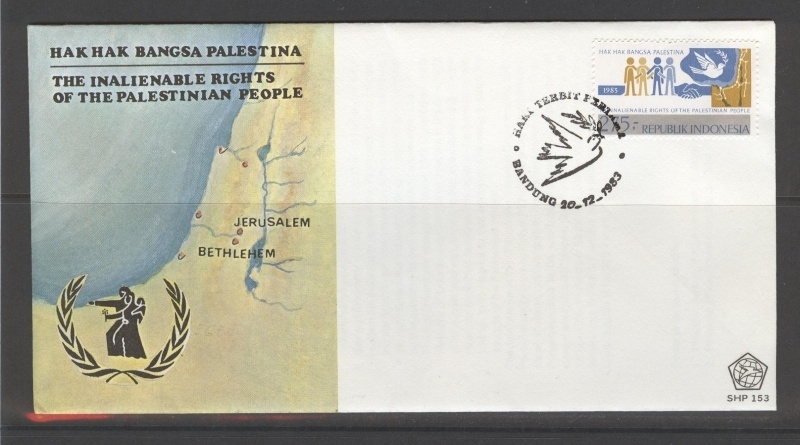 HAK HAK BANGSA PALESTINA
THE INALIENABLE RIGHTS
OF THE PALESTINIAN PEOPLE
JERUSALEM
BETHLEHEM
HARI TERBIT
BANDUNG 20-12-1983
HAK HAK BANGSA PALESTINA
1983
INALIENABLE RIGHTS OF THE PALESTINIAN PEOPLE
275.- REPUBLIK INDONESIA
SHP 153